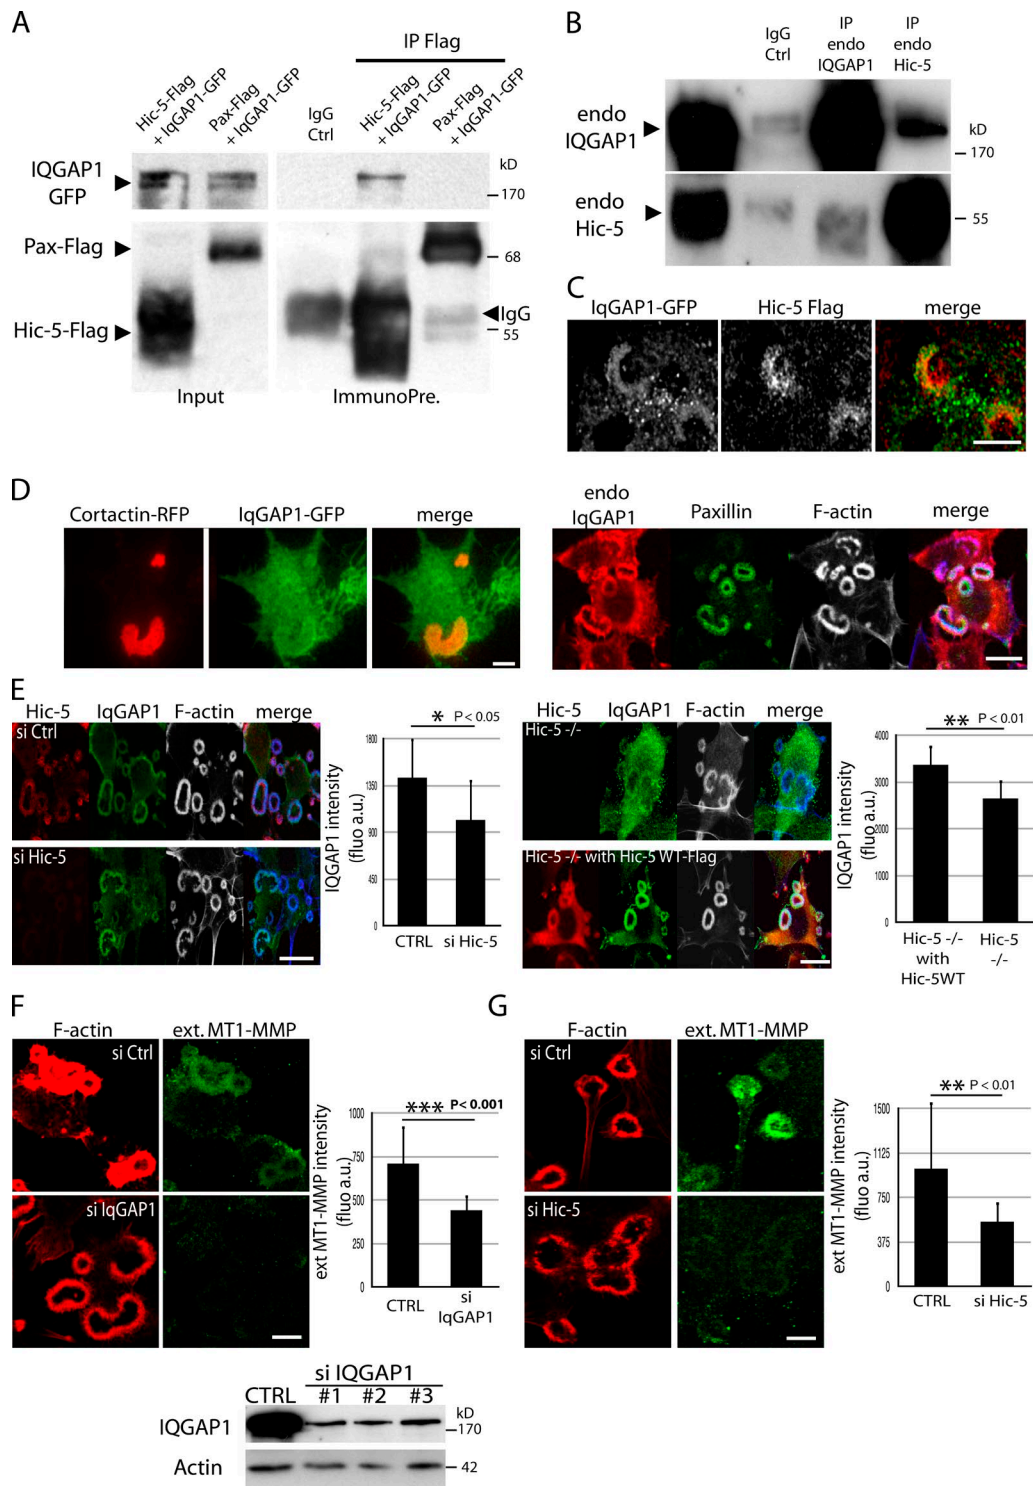 A
IP Flag
Hic-5-Flag
+ IqGAP1-GFP
Pax-Flag
+ IqGAP1-GFP
IgG
Ctrl
Hic-5-Flag
+ IqGAP1-GFP
Pax-Flag
+ IqGAP1-GFP
IQGAP1
GFP
kD
170
Pax-Flag
68
Hic-5-Flag
IgG
55
Input
ImmunoPre.
B
IgG
Ctrl
IP
endo
IQGAP1
IP
endo
Hic-5
endo
IQGAP1
kD
170
endo
Hic-5
55
C
IqGAP1-GFP
Hic-5 Flag
merge
D
Cortactin-RFP
IqGAP1-GFP
merge
endo
IqGAP1
Paxillin
F-actin
merge
E
Hic-5
IqGAP1
F-actin
merge
si Ctrl
si Hic-5
* P < 0.05
IQGAP1 intensity
(fluo a.u.)
1800
1350
900
450
0
CTRL
si Hic-5
Hic-5
IqGAP1
F-actin
merge
Hic-5 -/-
Hic-5 -/- with Hic-5 WT-Flag
** P < 0.01
IQGAP1 intensity
(fluo a.u.)
4000
3000
2000
1000
0
Hic-5 -/-
with
Hic-5WT
Hic-5
-/-
F
F-actin
ext. MT1-MMP
si Ctrl
si IqGAP1
*** P < 0.001
ext MT1-MMP intensity
(fluo a.u.)
1000
750
500
250
0
CTRL
si
IqGAP1
G
F-actin
ext. MT1-MMP
si Ctrl
si Hic-5
** P < 0.01
ext MT1-MMP intensity
(fluo a.u.)
1500
1125
750
375
0
CTRL
si Hic-5
si IQGAP1
CTRL
#1
#2
#3
IQGAP1
kD
170
Actin
42